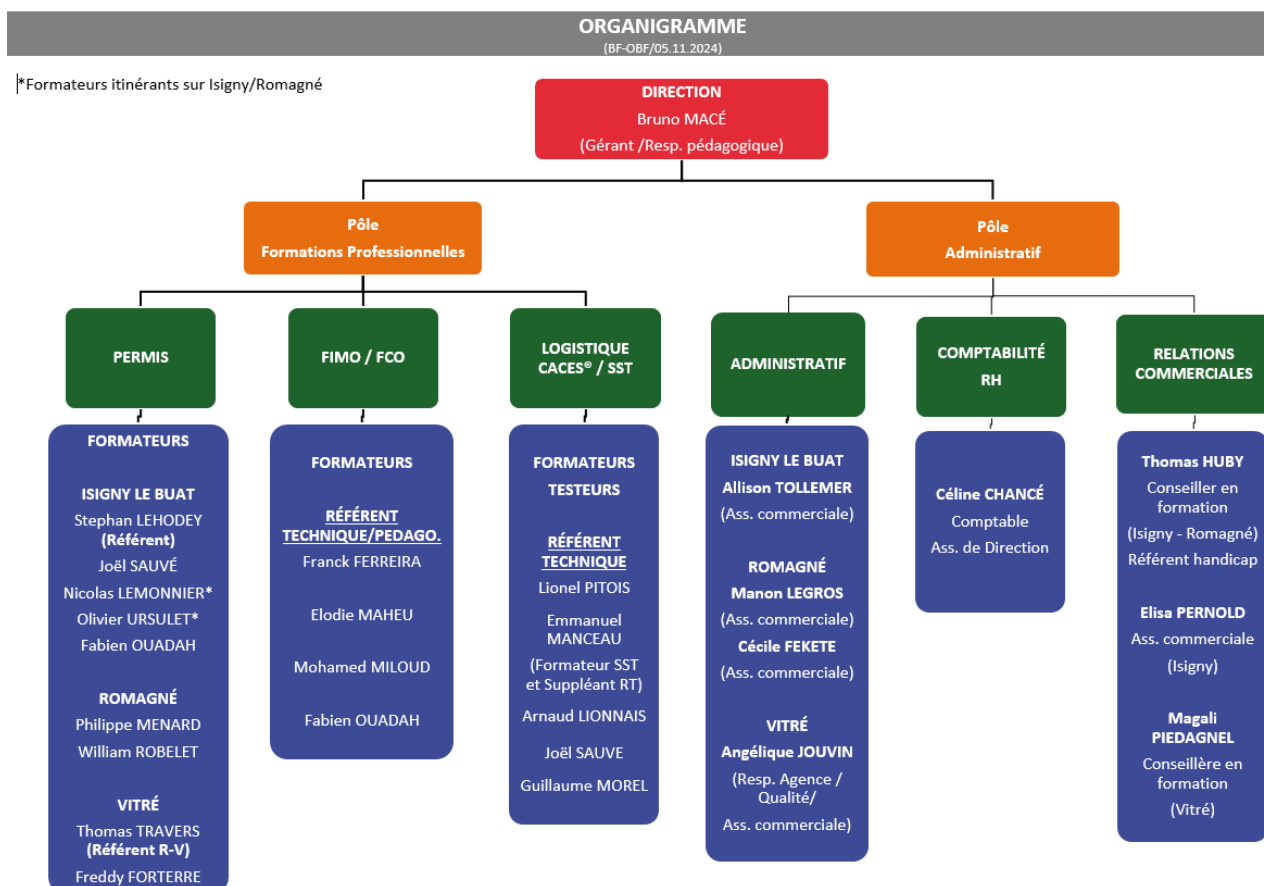 ORGANIGRAMME
(BF-OBF/05.11.2024)
*Formateurs itinérants sur Isigny/Romagné
DIRECTION
Bruno MACÉ
(Gérant /Resp. pédagogique)
Pôle
Formations Professionnelles
Pôle
Administratif
PERMIS
FIMO / FCO
LOGISTIQUE
CACES® / SST
ADMINISTRATIF
COMPTABILITÉ
RH
RELATIONS
COMMERCIALES
FORMATEURS
ISIGNY LE BUAT
Stephan LEHODEY
(Référent)
Joël SAUVÉ
Nicolas LEMONNIER*
Olivier URSULET*
Fabien OUADAH
ROMAGNÉ
Philippe MENARD
William ROBELET
VITRÉ
Thomas TRAVERS
(Référent R-V)
Freddy FORTERRE
FORMATEURS
RÉFÉRENT
TECHNIQUE/PEDAGO.
Franck FERREIRA
Elodie MAHEU
Mohamed MILOUD
Fabien OUADAH
FORMATEURS
TESTEURS
RÉFÉRENT
TECHNIQUE
Lionel PITOIS
Emmanuel
MANCEAU
(Formateur SST
et Suppléant RT)
Arnaud LIONNAIS
Joël SAUVE
Guillaume MOREL
ISIGNY LE BUAT
Allison TOLLEMER
(Ass. commerciale)
ROMAGNÉ
Manon LEGROS
(Ass. commerciale)
Cécile FEKETE
(Ass. commerciale)
VITRÉ
Angélique JOUVIN
(Resp. Agence /
Qualité/
Ass. commerciale)
Céline CHANCÉ
Comptable
Ass. de Direction
Thomas HUBY
Conseiller en
formation
(Isigny - Romagné)
Référent handicap
Elisa PERNOLD
Ass. commerciale
(Isigny)
Magali
PIEDAGNEL
Conseillère en
formation
(Vitré)